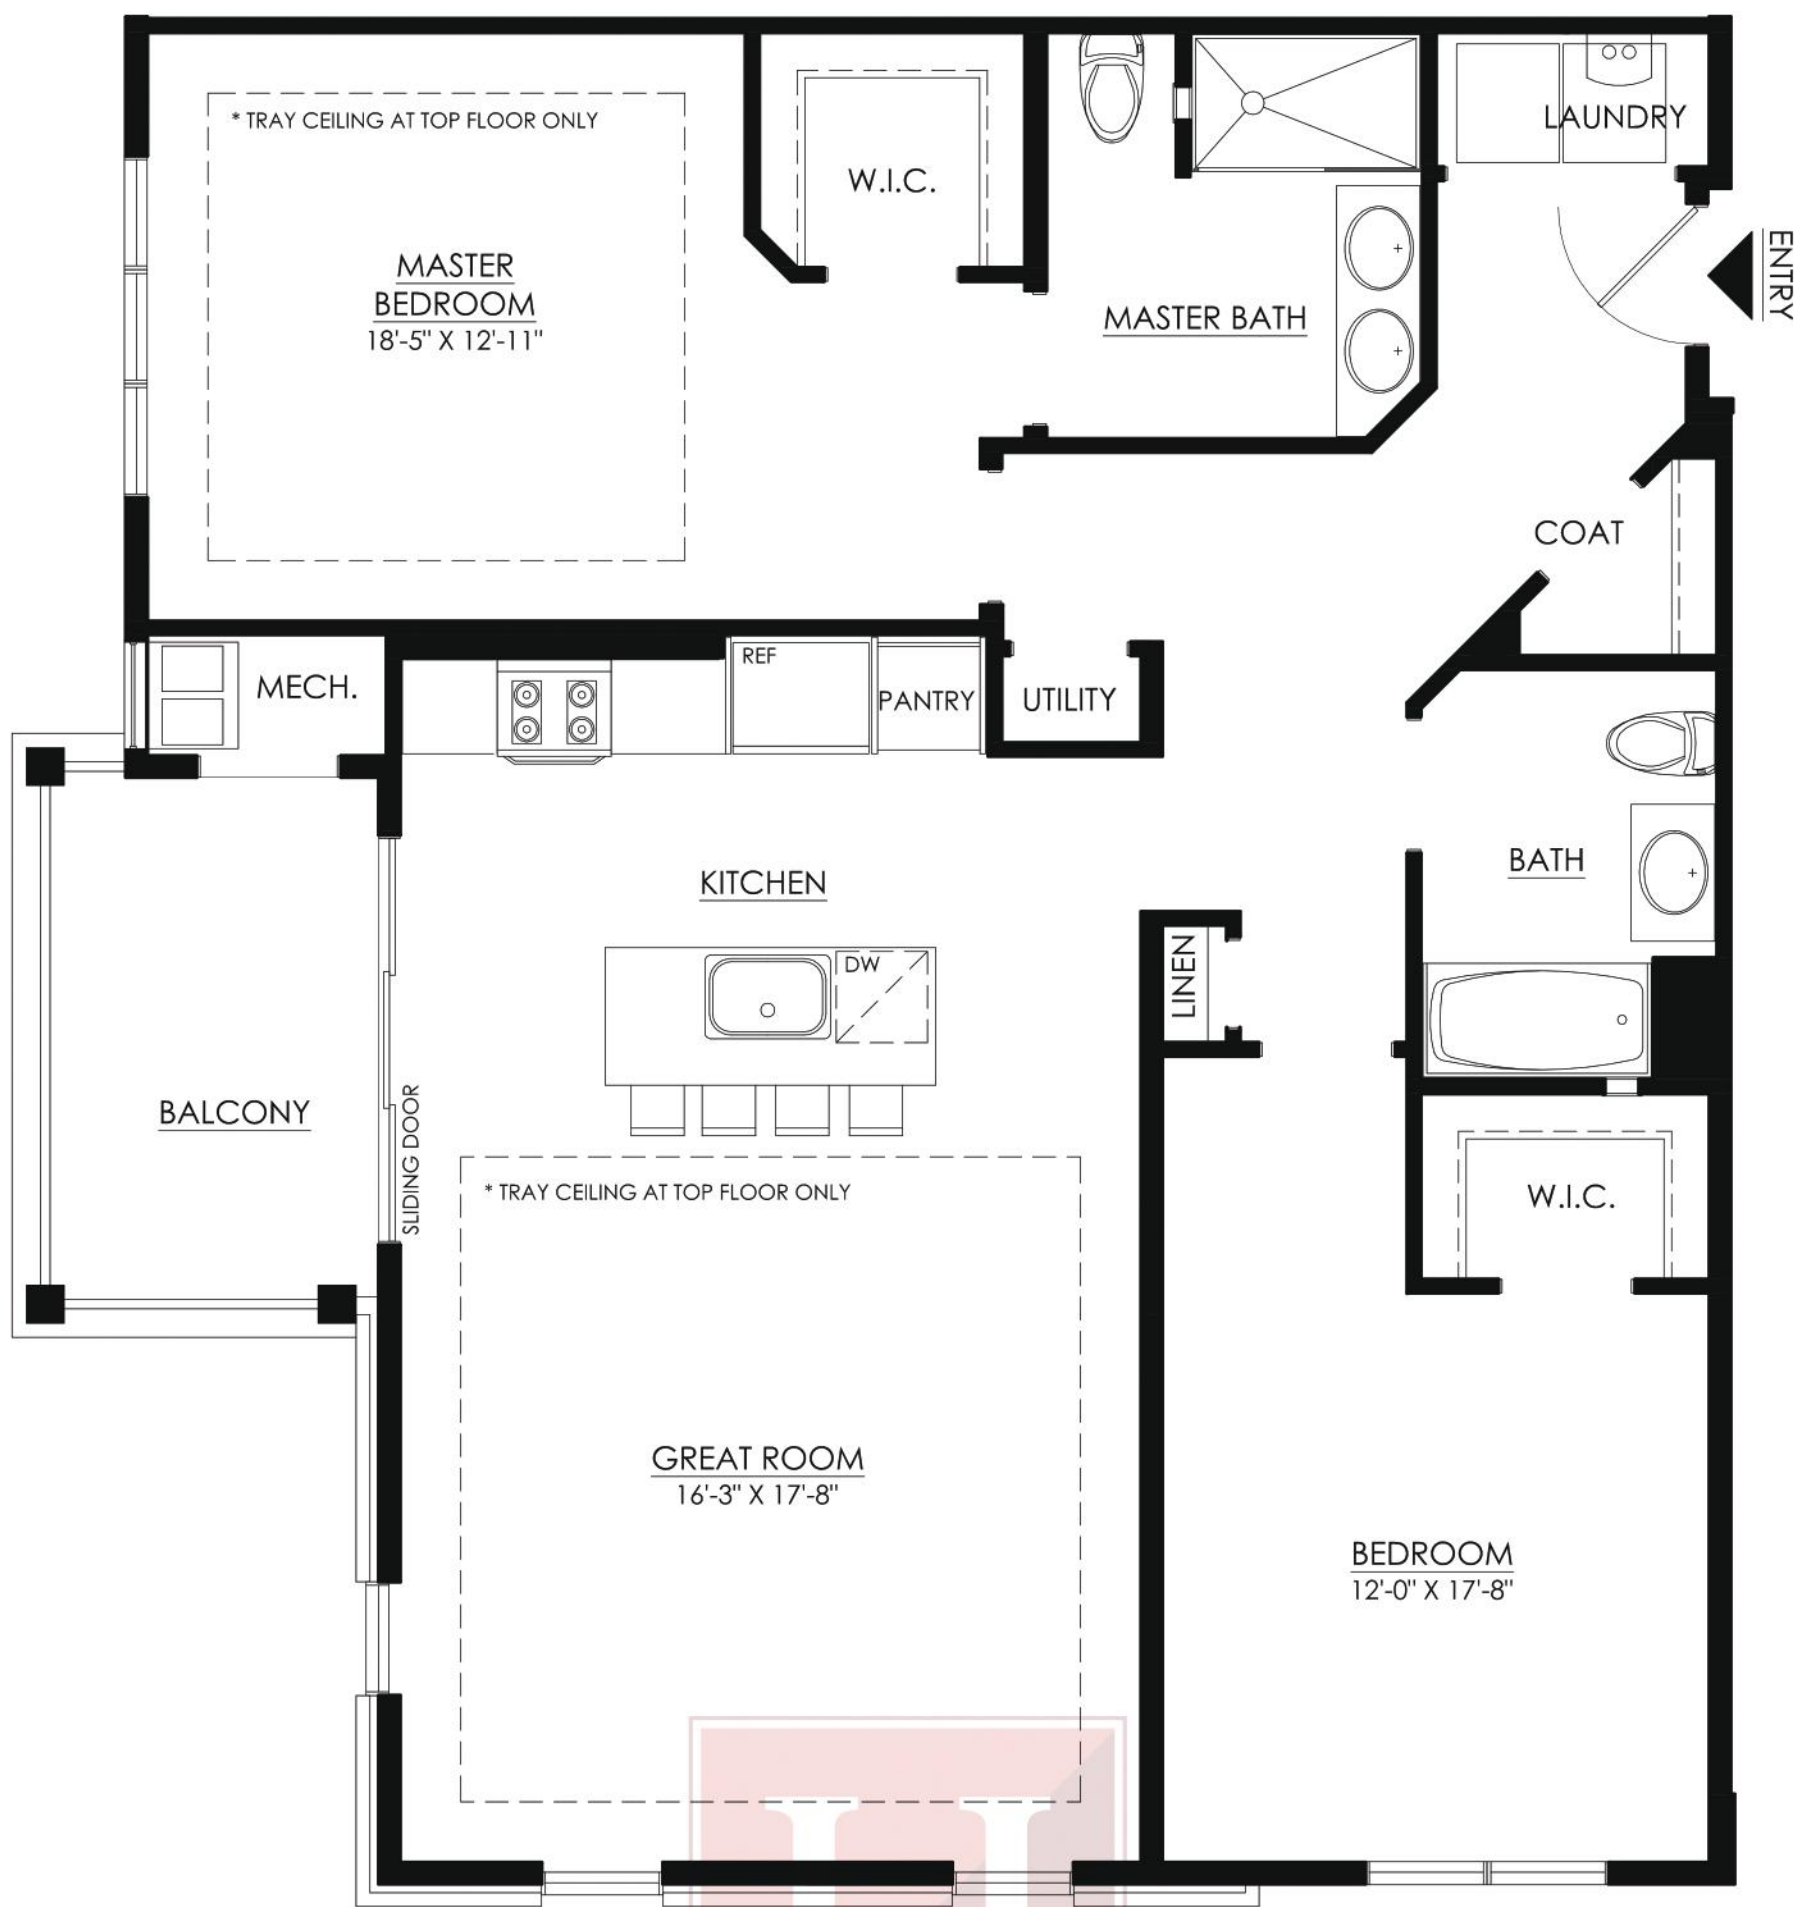 * TRAY CEILING AT TOP FLOOR ONLY
LAUNDRY
W.I.C.
ENTRY
MASTER
BEDROOM
18'-5" X 12'-11"
MASTER BATH
COAT
REF
MECH.
PANTRY
UTILITY
BATH
KITCHEN
LINEN
DW
BALCONY
SLIDING DOOR
* TRAY CEILING AT TOP FLOOR ONLY
W.I.C.
GREAT ROOM
16'-3" X 17'-8"
BEDROOM
12'-0" X 17'-8"